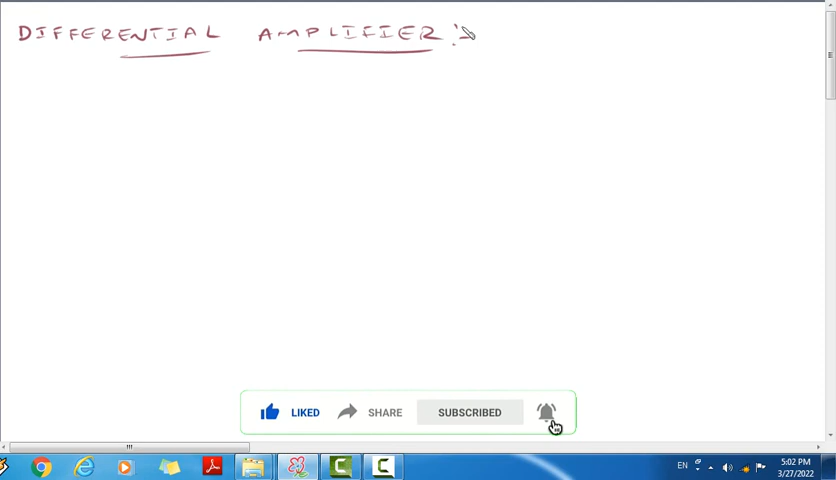 DIFFERENTIAL AMPLIFIER :-
LIKED SHARE SUBSCRIBED
EN 5:02 PM
3/27/2022